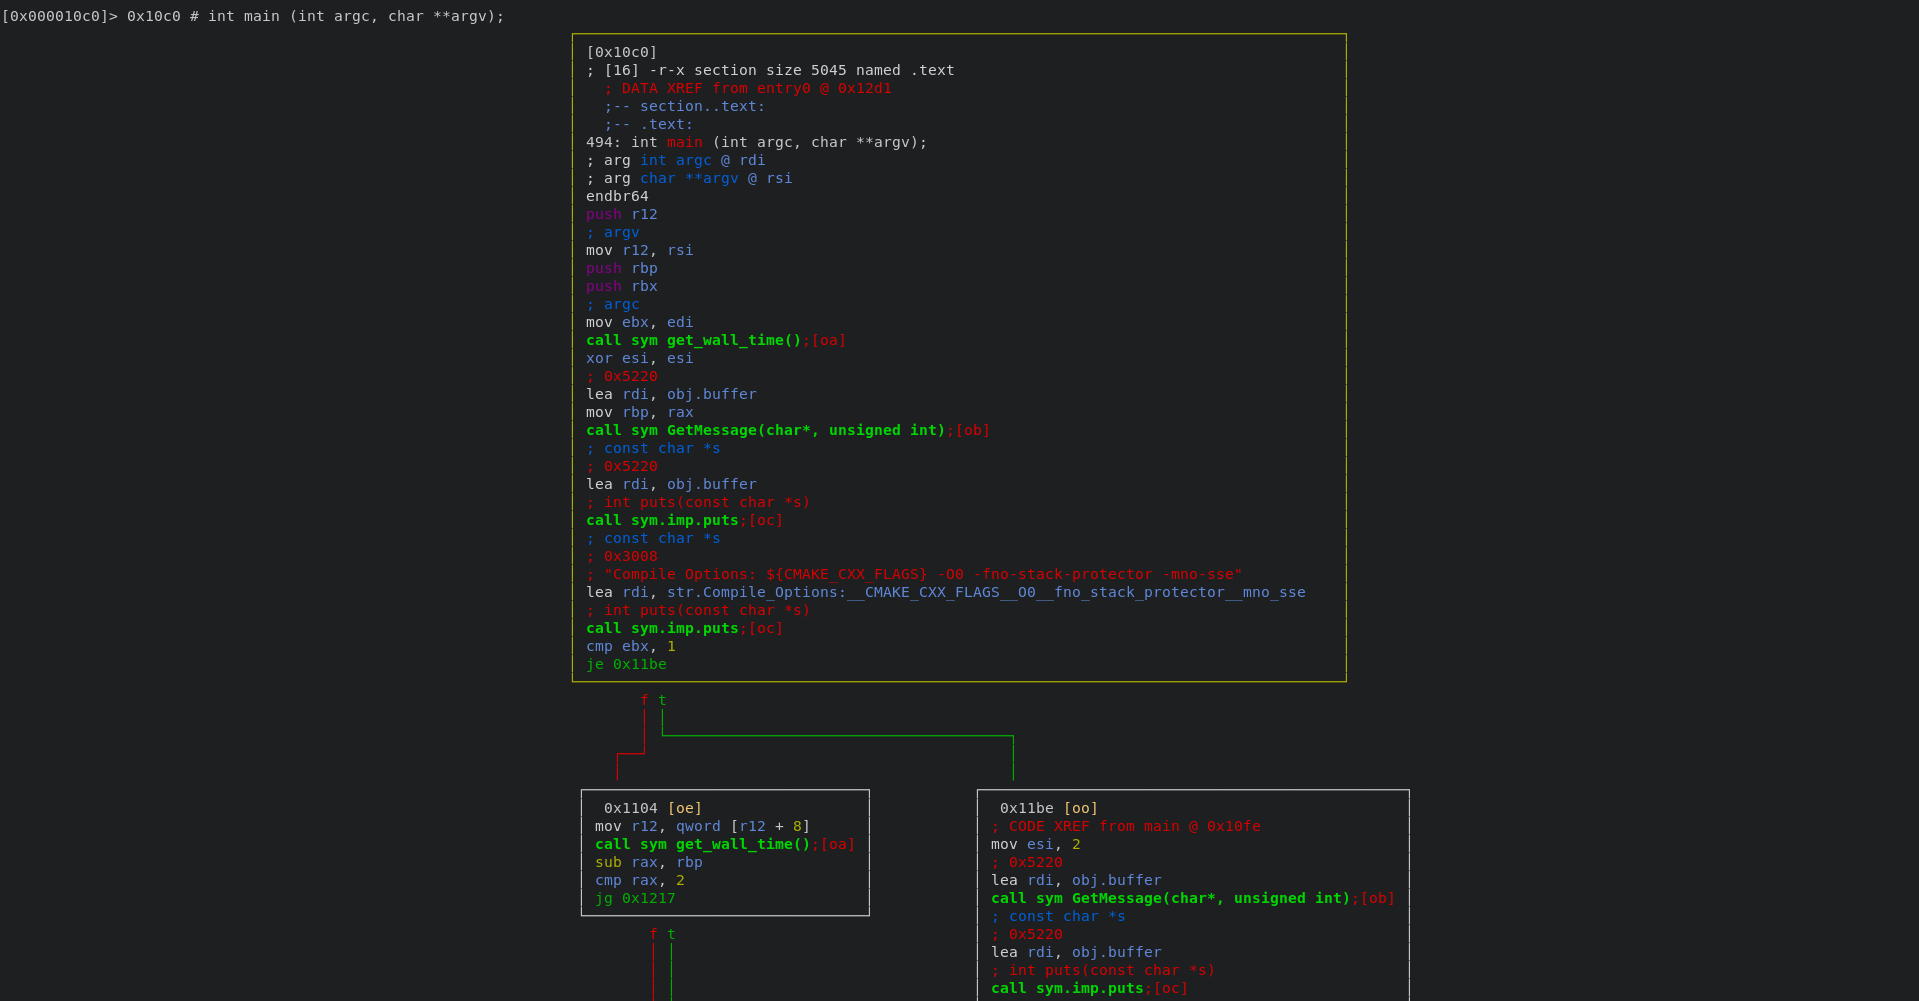 [0x000010c0]> 0x10c0 # int main (int argc, char **argv);
[0x10c0]
; [16] -r-x section size 5045 named .text
; DATA XREF from entry0 @ 0x12d1
;-- section..text:
;-- .text:
494: int main (int argc, char **argv);
; arg int argc @ rdi
; arg char **argv @ rsi
endbr64
push r12
; argv
mov r12, rsi
push rbp
push rbx
; argc
mov ebx, edi
call sym get_wall_time();[oa]
xor esi, esi
; 0x5220
lea rdi, obj.buffer
mov rbp, rax
call sym GetMessage(char*, unsigned int);[ob]
; const char *s
; 0x5220
lea rdi, obj.buffer
; int puts(const char *s)
call sym.imp.puts;[oc]
; const char *s
; 0x3008
; "Compile Options: ${CMAKE_CXX_FLAGS} -O0 -fno-stack-protector -mno-sse"
lea rdi, str.Compile_Options:__CMAKE_CXX_FLAGS__O0__fno_stack_protector__mno_sse
; int puts(const char *s)
call sym.imp.puts;[oc]
cmp ebx, 1
je 0x11be
f t
0x1104 [oe]
mov r12, qword [r12 + 8]
call sym get_wall_time();[oa]
sub rax, rbp
cmp rax, 2
jg 0x1217
f t
0x11be [oo]
; CODE XREF from main @ 0x10fe
mov esi, 2
; 0x5220
lea rdi, obj.buffer
call sym GetMessage(char*, unsigned int);[ob]
; const char *s
; 0x5220
lea rdi, obj.buffer
; int puts(const char *s)
call sym.imp.puts;[oc]